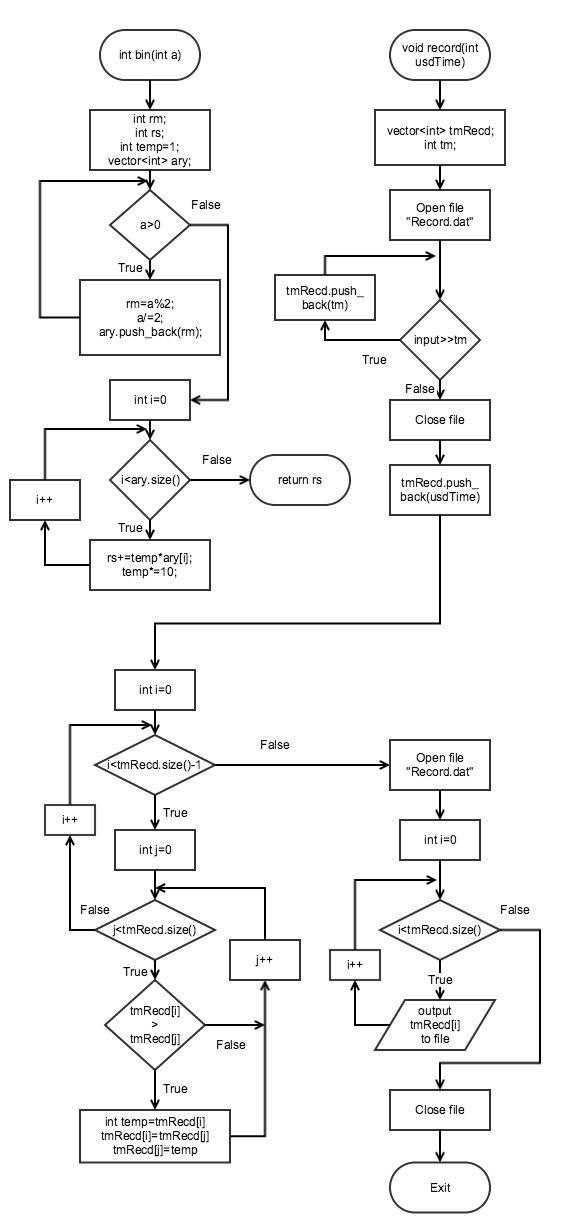 int bin(int a)
int rm;
int rs;
int temp=1;
vector<int> ary;
a>0
False
True
rm=a%2;
a/=2;
ary.push_back(rm);
int i=0
i<ary.size()
False
return rs
i++
True
rs+=temp*ary[i];
temp*=10;
void record(int
usdTime)
vector<int> tmRecd;
int tm;
Open file
"Record.dat"
tmRecd.push_
back(tm)
input>>tm
True
False
Close file
tmRecd.push_
back(usdTime)
int i=0
i<tmRecd.size()-1
False
True
i++
int j=0
j<tmRecd.size()
False
True
j++
tmRecd[i]
>
tmRecd[j]
False
True
int temp=tmRecd[i]
tmRecd[i]=tmRecd[j]
tmRecd[j]=temp
Open file
"Record.dat"
int i=0
i<tmRecd.size()
False
True
i++
output
tmRecd[i]
to file
Close file
Exit